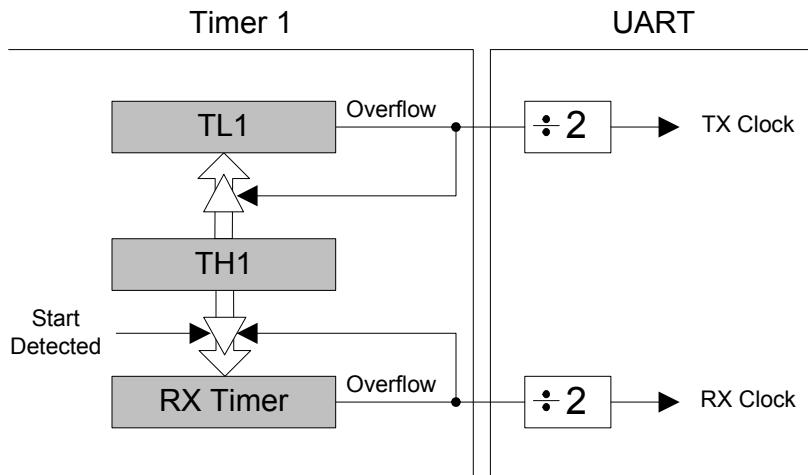 Timer 1
UART
TL1
Overflow
÷ 2
TX Clock
TH1
Start
Detected
RX Timer
Overflow
÷ 2
RX Clock